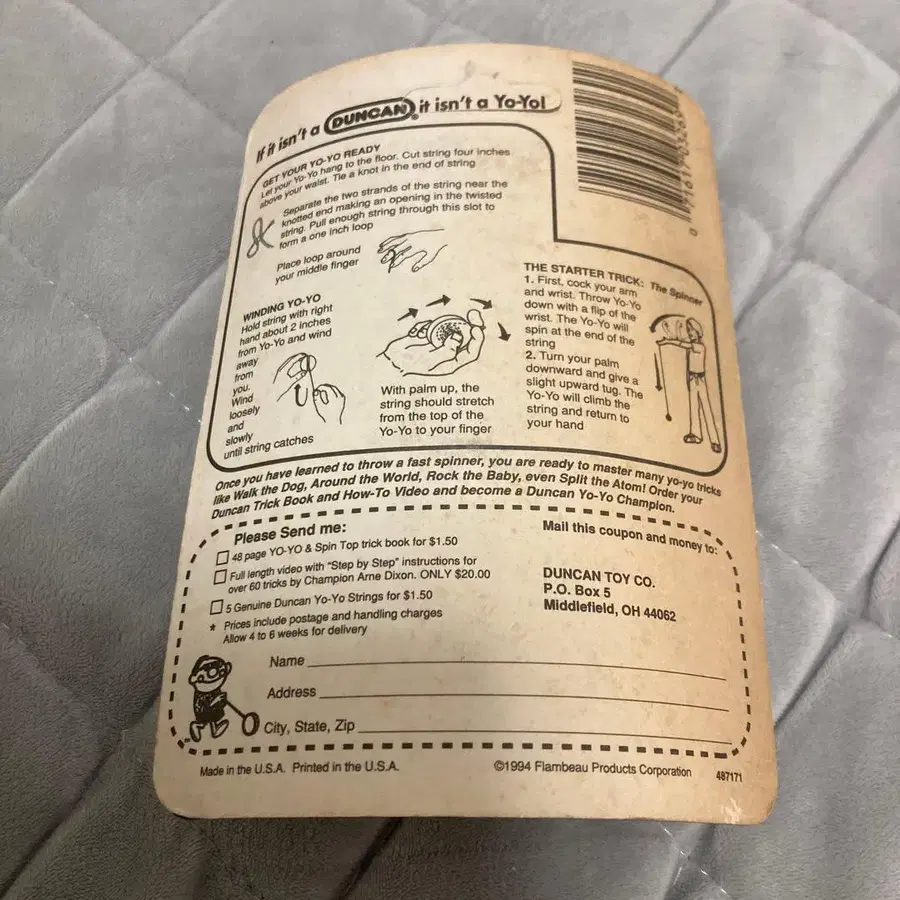 If it isn't a DUNCAN® it isn't a Yo-Yo!
GET YOUR YO-YO READY
Let your Yo-Yo hang to the floor. Cut string four inches
above your waist. Tie a knot in the end of string
Separate the two strands of the string near the
knotted end making an opening in the twisted
string. Pull enough string through this slot to
form a one inch loop
Place loop around
your middle finger
WINDING YO-YO
Hold string with right
hand about 2 inches
from Yo-Yo and wind
away
from
you.
Wind
loosely
and
slowly
until string catches
With palm up, the
string should stretch
from the top of the
Yo-Yo to your finger
THE STARTER TRICK: The Spinner
1. First, cock your arm
and wrist. Throw Yo-Yo
down with a flip of the
wrist. The Yo-Yo will
spin at the end of the
string
2. Turn your palm
downward and give a
slight upward tug. The
Yo-Yo will climb the
string and return to
your hand
Once you have learned to throw a fast spinner, you are ready to master many yo-yo tricks
like Walk the Dog, Around the World, Rock the Baby, even Split the Atom! Order your
Duncan Trick Book and How-To Video and become a Duncan Yo-Yo Champion.
Please Send me:
48 page YO-YO & Spin Top trick book for $1.50
Full length video with "Step by Step" instructions for
over 60 tricks by Champion Arne Dixon. ONLY $20.00
5 Genuine Duncan Yo-Yo Strings for $1.50
* Prices include postage and handling charges
Allow 4 to 6 weeks for delivery
Mail this coupon and money to:
DUNCAN TOY CO.
P.O. Box 5
Middlefield, OH 44062
Name
Address
City, State, Zip
Made in the U.S.A. Printed in the U.S.A.
©1994 Flambeau Products Corporation
487171